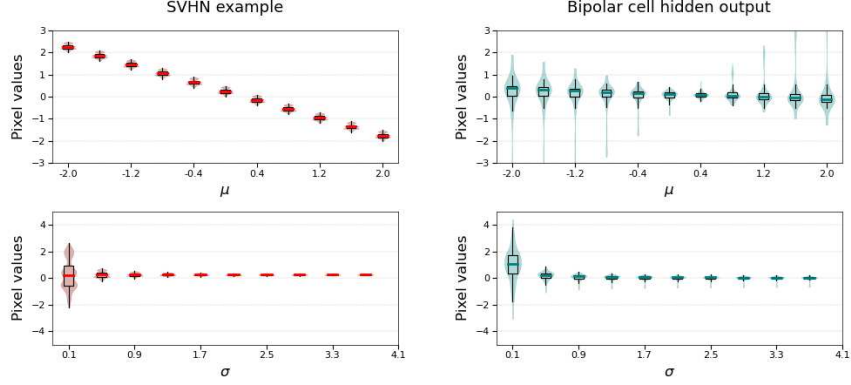 SVHN example
Bipolar cell hidden output
Pixel values
3
2
1
0
−1
−2
−3
-2.0 -1.2 -0.4 0.4 1.2 2.0
μ
Pixel values
3
2
1
0
−1
−2
−3
-2.0 -1.2 -0.4 0.4 1.2 2.0
μ
Pixel values
4
2
0
−2
−4
0.1 0.9 1.7 2.5 3.3 4.1
σ
Pixel values
4
2
0
−2
−4
0.1 0.9 1.7 2.5 3.3 4.1
σ